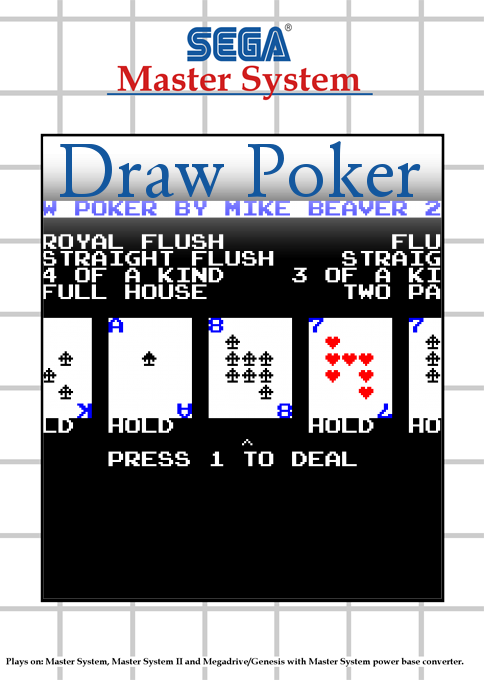 SEGA®
Master System
Draw Poker
W POKER BY MIKE BEAVER 2
ROYAL FLUSH FLU
STRAIGHT FLUSH STRAIG
4 OF A KIND 3 OF A KI
FULL HOUSE TWO PA
A 8 7 7
K A 8 7
LD HOLD HOLD HO
^
PRESS 1 TO DEAL
Plays on: Master System, Master System II and Megadrive/Genesis with Master System power base converter.